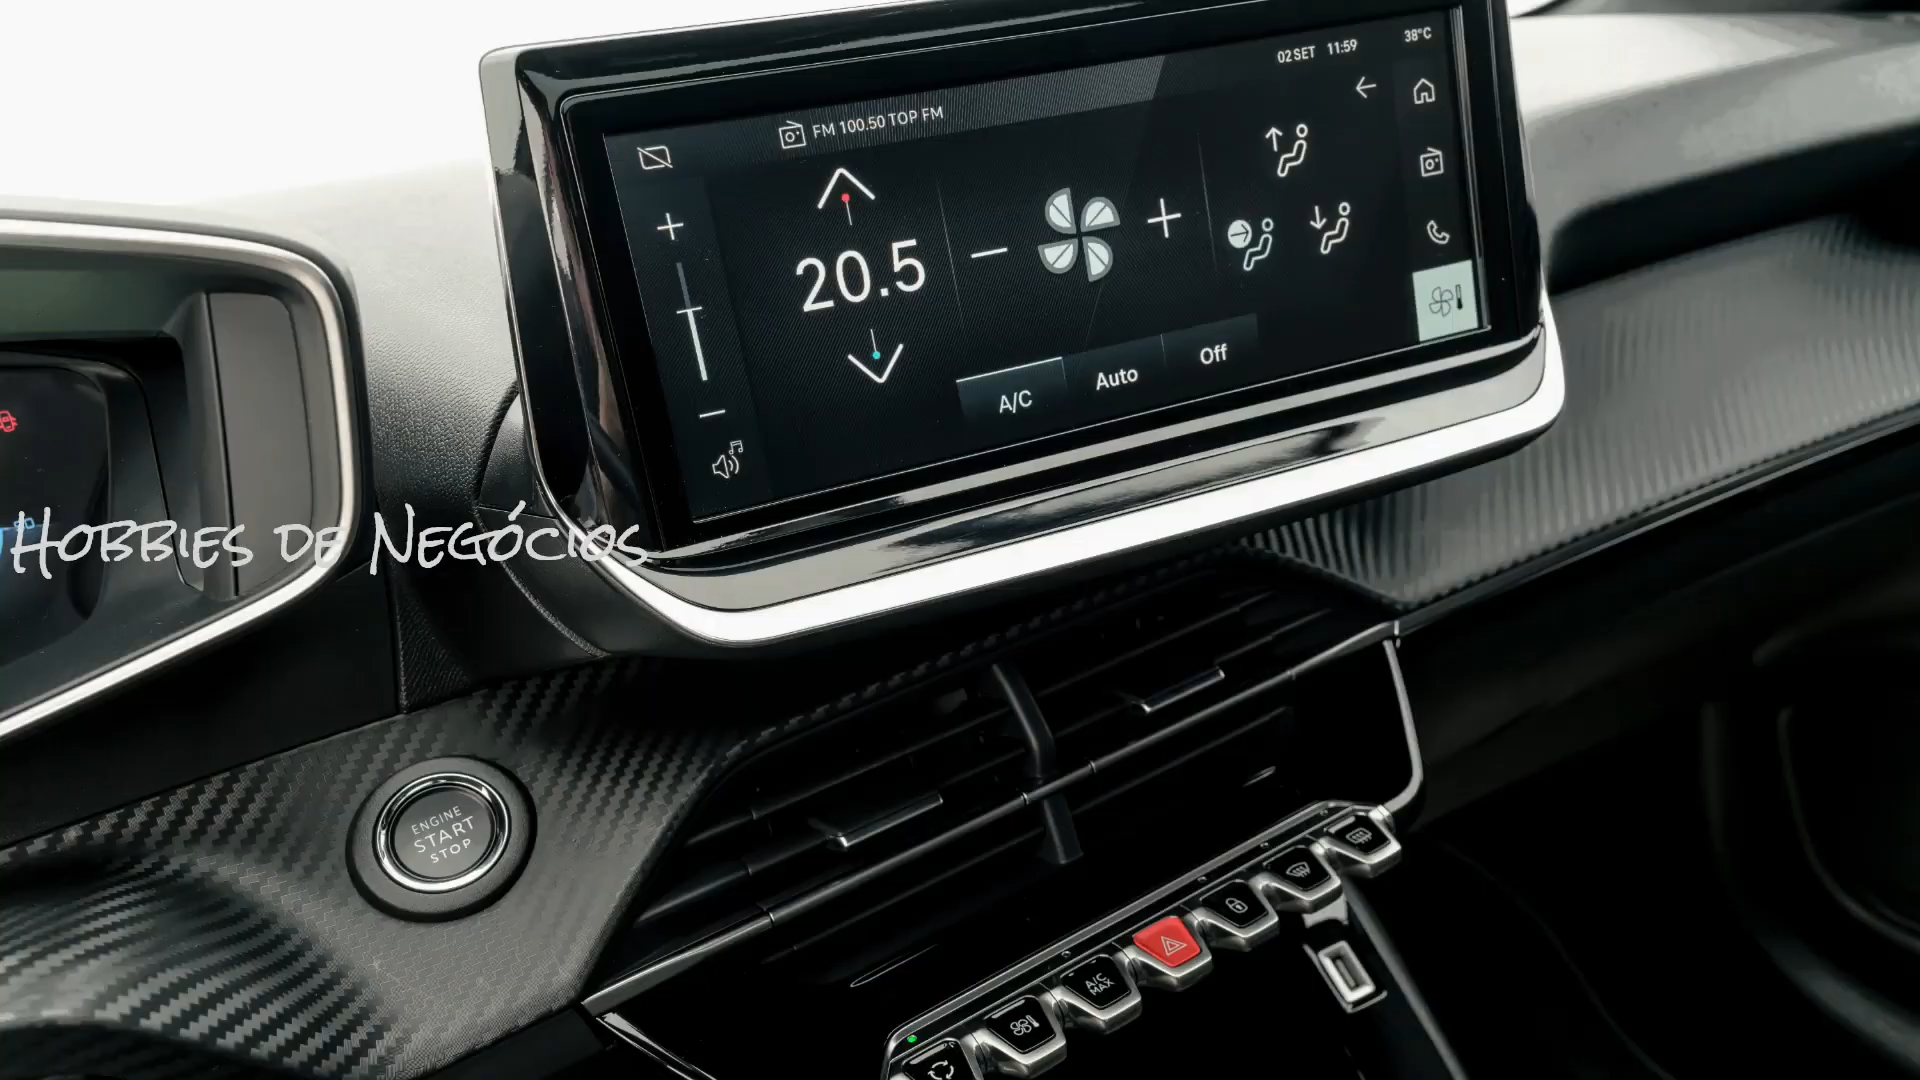 02 SET 11:59 38°C
FM 100.50 TOP FM
20.5
A/C Auto Off
Hobbies de Negócios
ENGINE
START
STOP
A/C
MAX